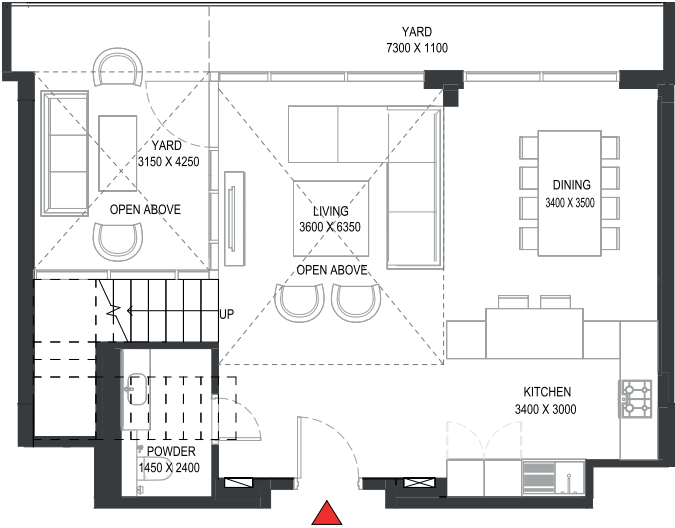 YARD
7300 X 1100
YARD
3150 X 4250
OPEN ABOVE
LIVING
3600 X 6350
OPEN ABOVE
DINING
3400 X 3500
UP
KITCHEN
3400 X 3000
POWDER
1450 X 2400